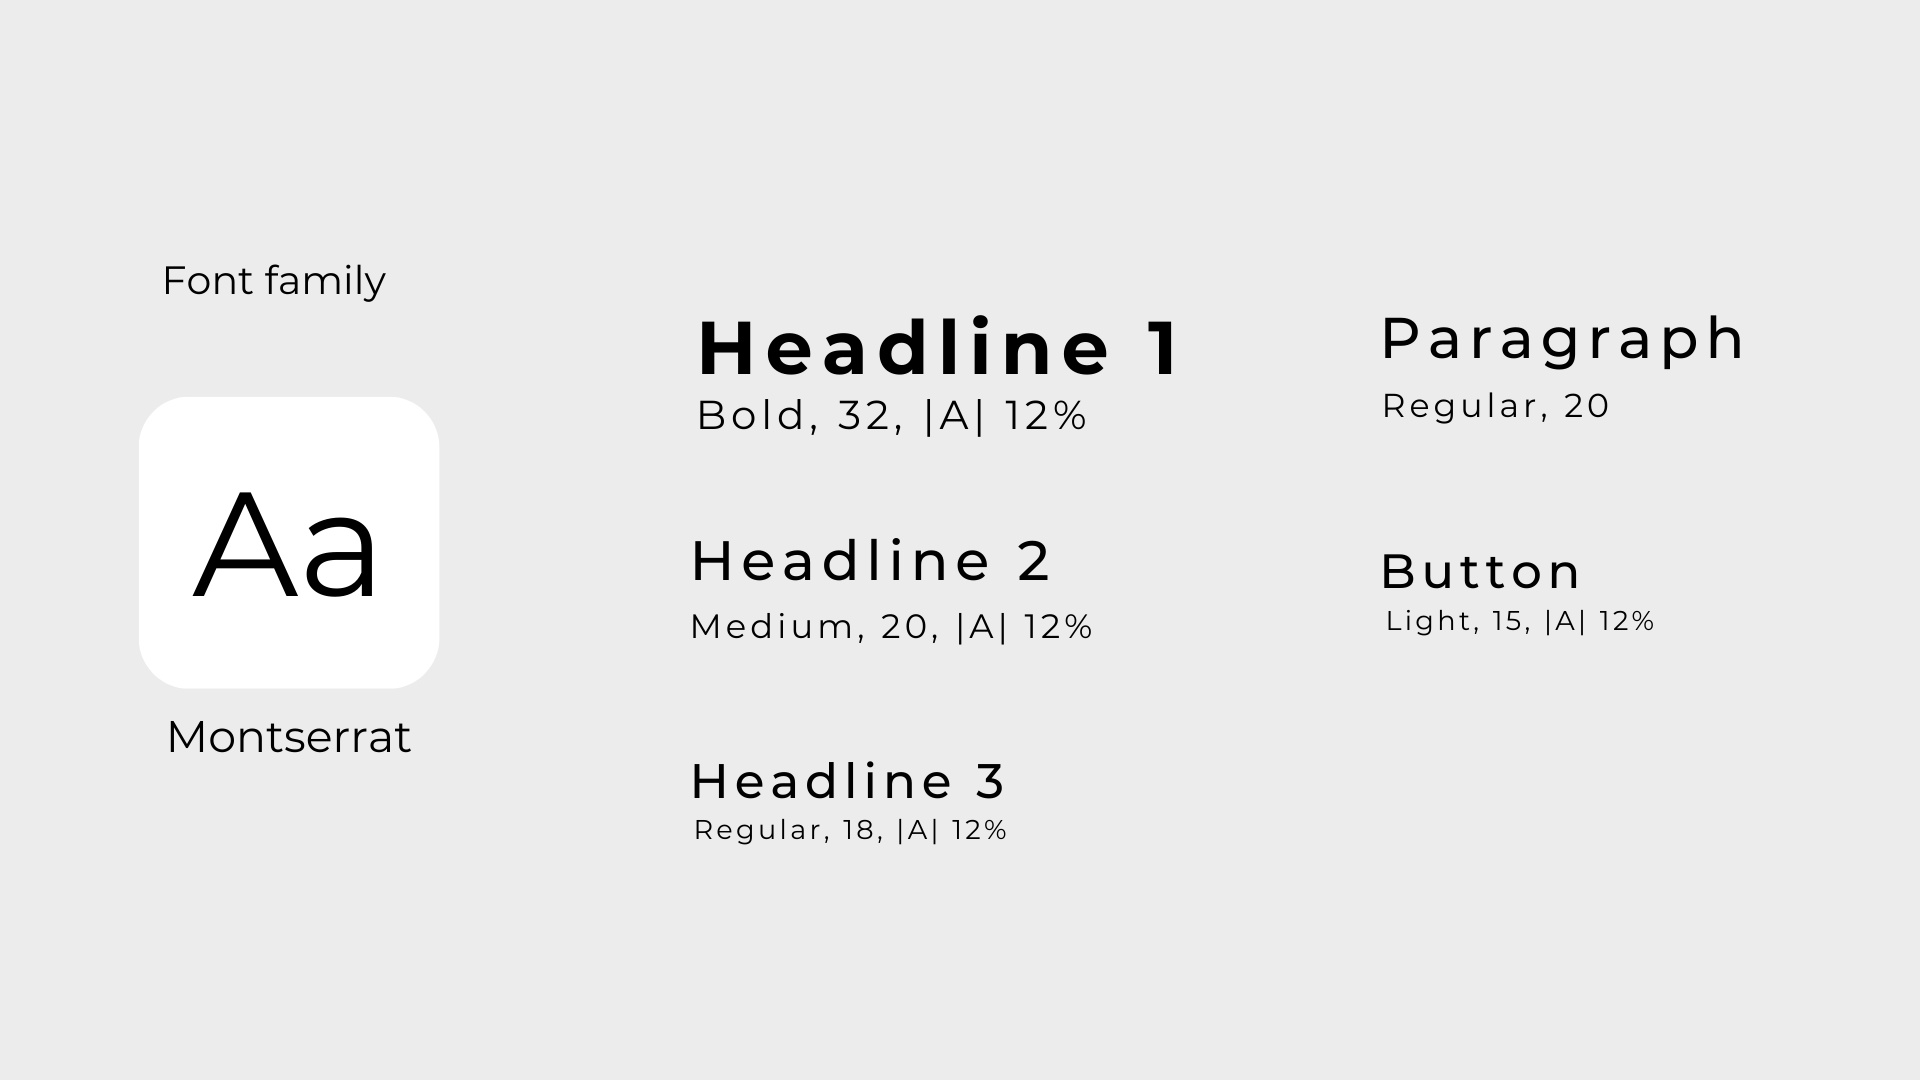 Font family
Aa
Montserrat
Headline 1
Bold, 32, |A| 12%
Headline 2
Medium, 20, |A| 12%
Headline 3
Regular, 18, |A| 12%
Paragraph
Regular, 20
Button
Light, 15, |A| 12%